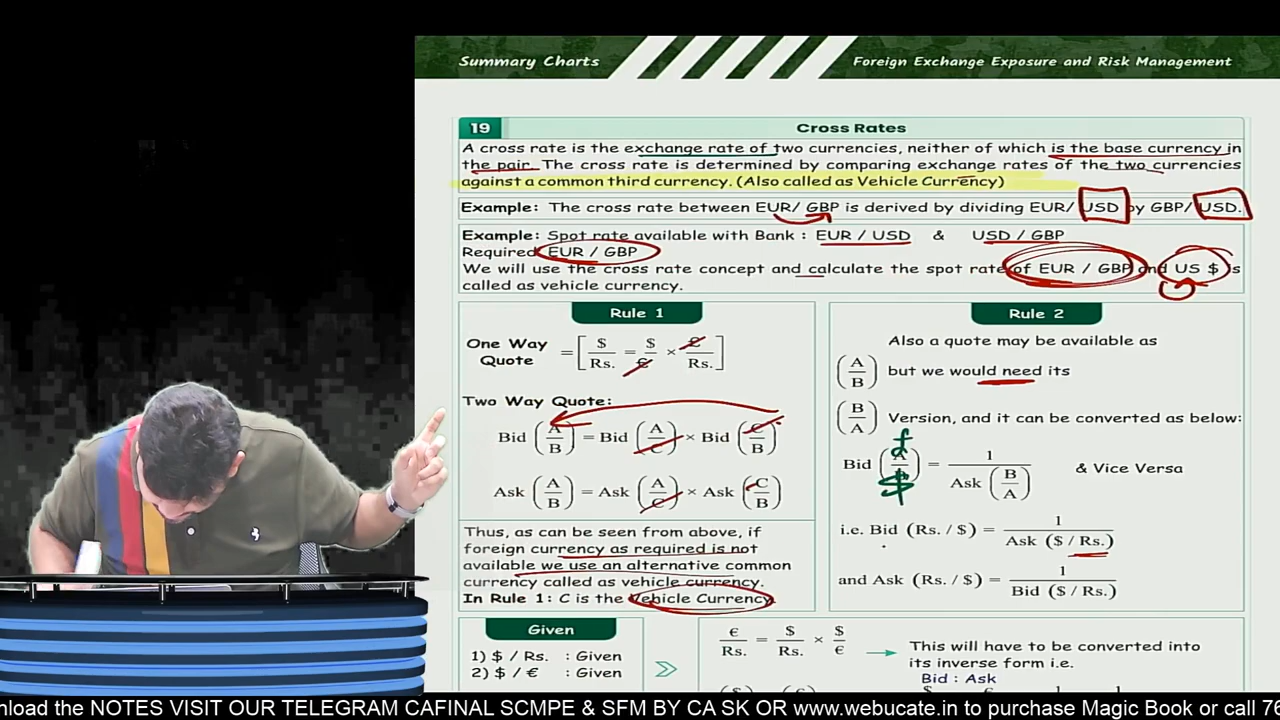 Summary Charts
Foreign Exchange Exposure and Risk Management
19
Cross Rates
A cross rate is the exchange rate of two currencies, neither of which is the base currency in
the pair. The cross rate is determined by comparing exchange rates of the two currencies
against a common third currency. (Also called as Vehicle Currency)
Example: The cross rate between EUR/ GBP is derived by dividing EUR/ USD by GBP/ USD.
Example: Spot rate available with Bank : EUR / USD & USD / GBP
Required EUR / GBP
We will use the cross rate concept and calculate the spot rate of EUR / GBP and US $ is
called as vehicle currency.
Rule 1
One Way
Quote
= [ $/Rs. = $/€ × €/Rs. ]
Two Way Quote:
Bid (A/B) = Bid (A/C) × Bid (C/B)
Ask (A/B) = Ask (A/C) × Ask (C/B)
Thus, as can be seen from above, if
foreign currency as required is not
available we use an alternative common
currency called as vehicle currency.
In Rule 1: C is the Vehicle Currency.
Rule 2
Also a quote may be available as
(A/B) but we would need its
(B/A) Version, and it can be converted as below:
£
$
Bid (A/B) = 1 / Ask (B/A) & Vice Versa
i.e. Bid (Rs. / $) = 1 / Ask ($ / Rs.)
and Ask (Rs. / $) = 1 / Bid ($ / Rs.)
Given
1) $ / Rs. : Given
2) $ / € : Given
€/Rs. = $/Rs. × $/€
This will have to be converted into
its inverse form i.e.
Bid : Ask
nload the NOTES VISIT OUR TELEGRAM CAFINAL SCMPE & SFM BY CA SK OR www.webucate.in to purchase Magic Book or call 76